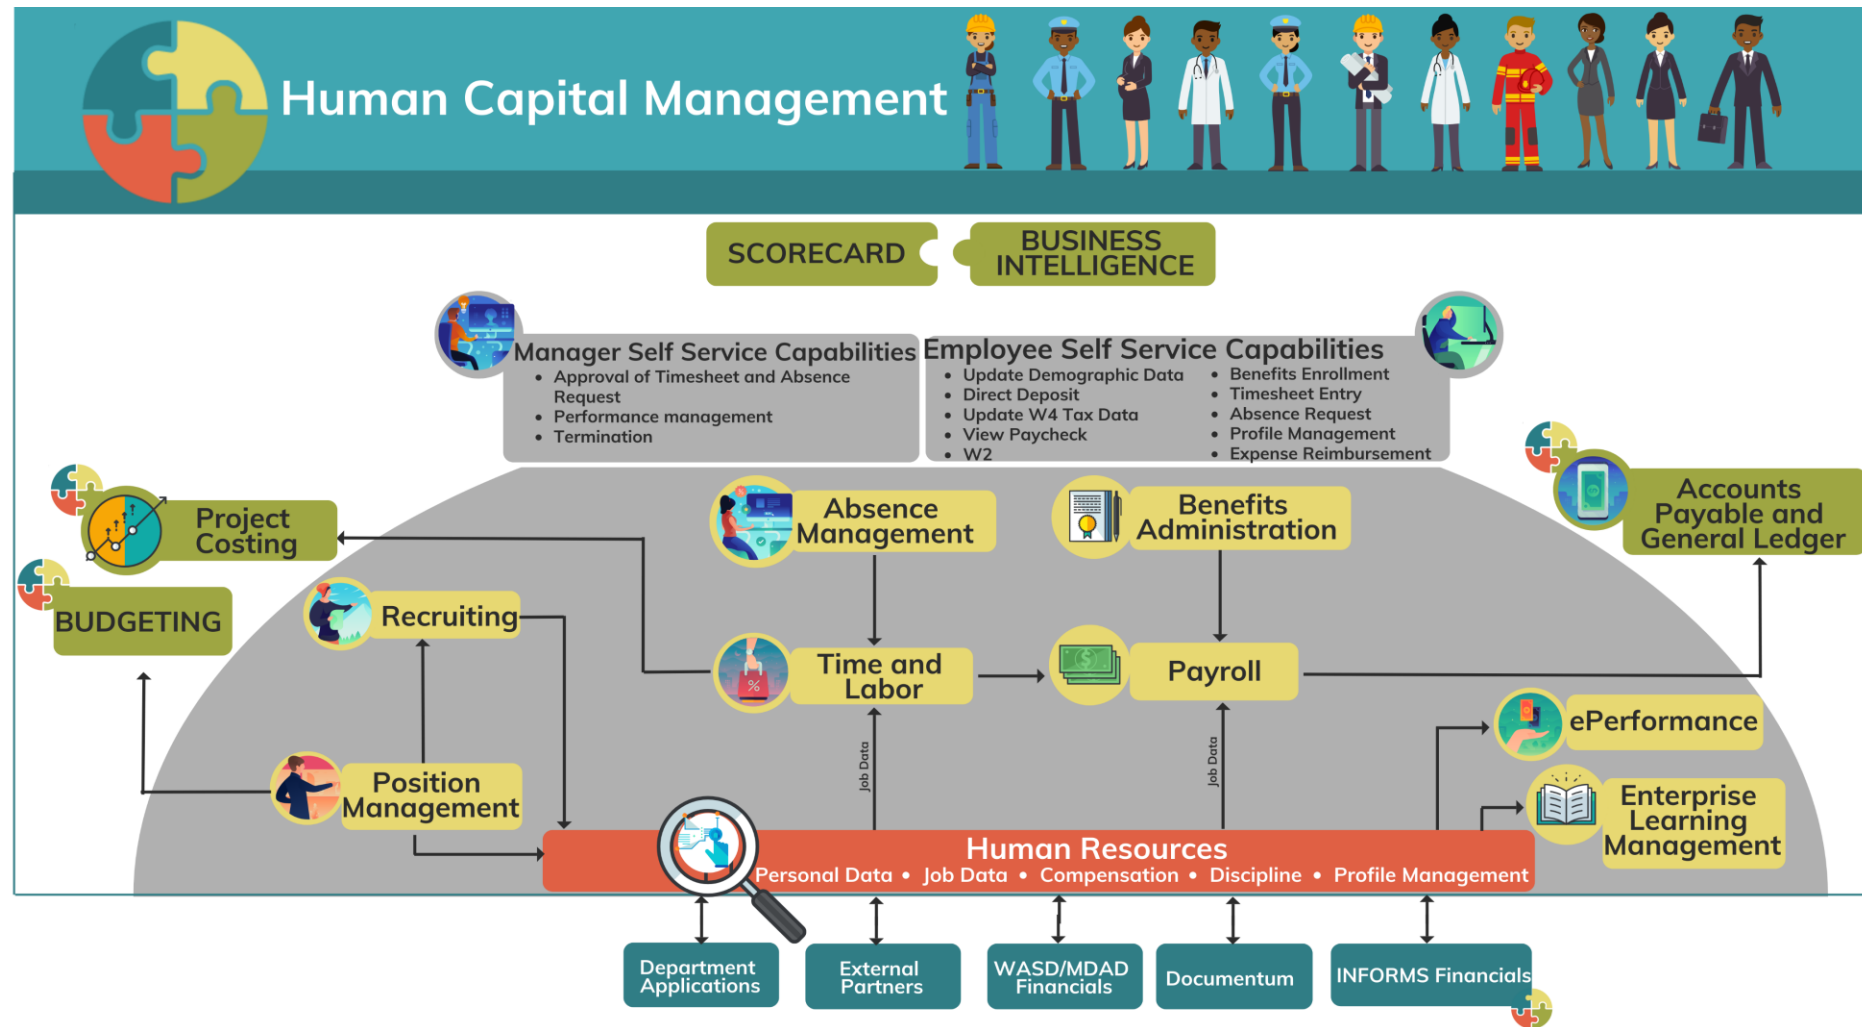 Human Capital Management
SCORECARD
BUSINESS
INTELLIGENCE
Manager Self Service Capabilities
• Approval of Timesheet and Absence
Request
• Performance management
• Termination
Employee Self Service Capabilities
• Update Demographic Data
• Direct Deposit
• Update W4 Tax Data
• View Paycheck
• W2
• Benefits Enrollment
• Timesheet Entry
• Absence Request
• Profile Management
• Expense Reimbursement
Project
Costing
Absence
Management
Benefits
Administration
Accounts
Payable and
General Ledger
BUDGETING
Recruiting
Time and
Labor
%
$
Payroll
ePerformance
Job Data
Job Data
Position
Management
Enterprise
Learning
Management
Human Resources
Personal Data • Job Data • Compensation • Discipline • Profile Management
Department
Applications
External
Partners
WASD/MDAD
Financials
Documentum
INFORMS Financials